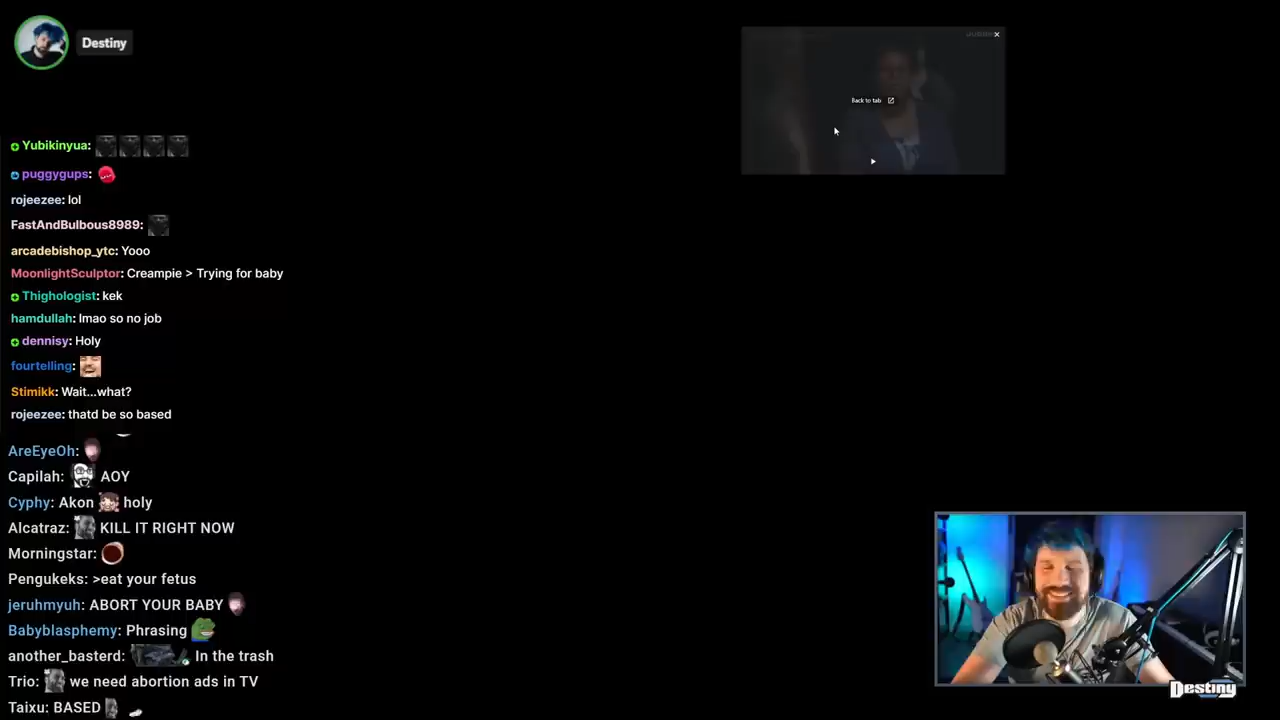 Destiny
Back to tab
Yubikinyua:
puggygups:
rojeezee: lol
FastAndBulbous8989:
arcadebishop_ytc: Yooo
MoonlightSculptor: Creampie > Trying for baby
Thighologist: kek
hamdullah: lmao so no job
dennisy: Holy
fourtelling:
Stimikk: Wait...what?
rojeezee: thatd be so based
AreEyeOh:
Capilah: AOY
Cyphy: Akon holy
Alcatraz: KILL IT RIGHT NOW
Morningstar:
Pengukeks: >eat your fetus
jeruhmyuh: ABORT YOUR BABY
Babyblasphemy: Phrasing
another_basterd: In the trash
Trio: we need abortion ads in TV
Taixu: BASED
Destiny